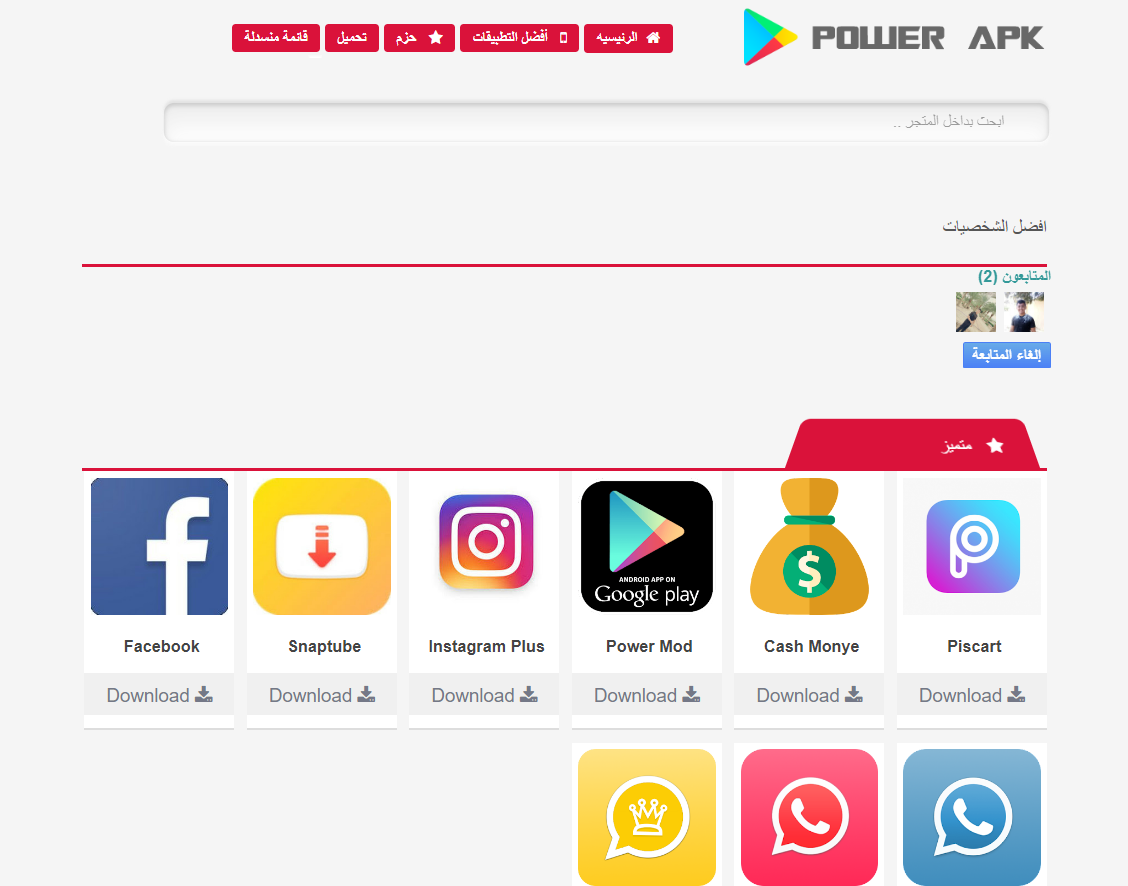 POWER APK
الرئيسيه
أفضل التطبيقات
حزم
تحميل
قائمة منسدلة
ابحث بداخل المتجر ..
افضل الشخصيات
المتابعون (2)
إلغاء المتابعة
متميز
ANDROID APP ON
Google play
Piscart
Cash Monye
Power Mod
Instagram Plus
Snaptube
Facebook
Download
Download
Download
Download
Download
Download